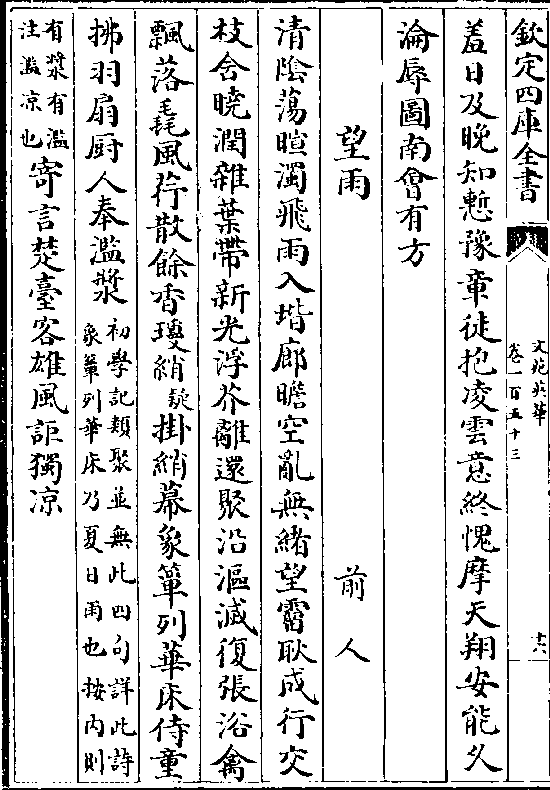 欽定四庫全書
文苑英華
卷一百五十三
十六
羞日及晚知慙豫章徒抱凌雲意終愧摩天翔安能久
淪辱圖南會有方
望雨 前人
清陰蕩暄濁飛雨入堦廊瞻空亂無緒望霤耿成行交
枝含曉潤雜葉帶新光浮芥離還聚沿漚滅復張浴禽
飄落毳風荇散餘香璚綃疑掛綃幕象簟列華床侍童
拂羽扇厨人奉濫漿初學記類聚並無此四句詳此詩
象簟列華床乃夏日雨也按内則
有漿有濫
注濫凉也寄言楚臺客雄風詎獨凉